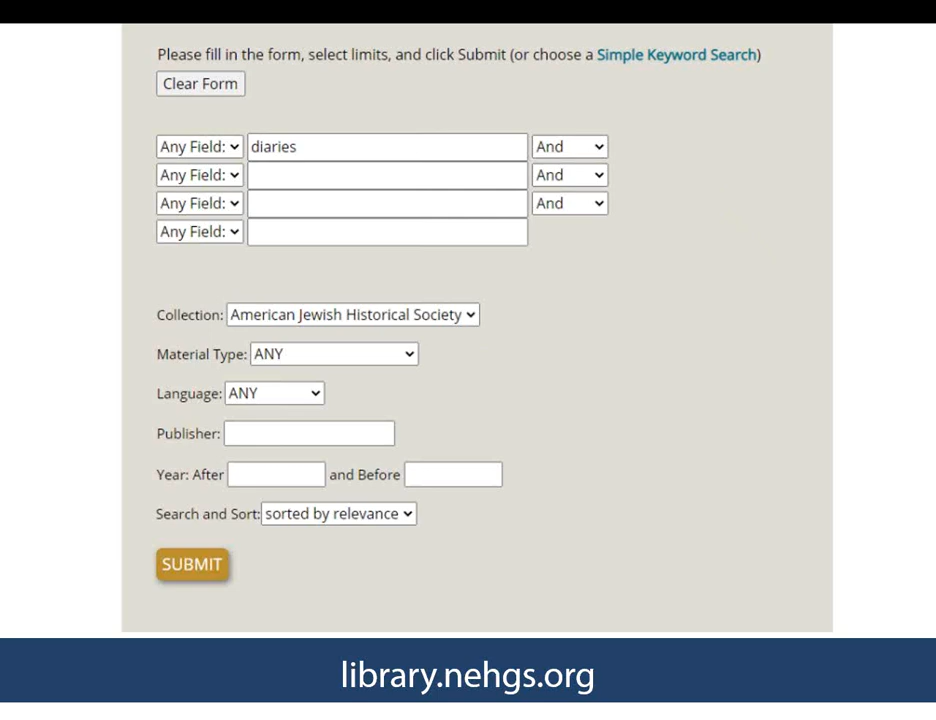 Please fill in the form, select limits, and click Submit (or choose a Simple Keyword Search)
Clear Form
Any Field: diaries And
Any Field: And
Any Field: And
Any Field:
Collection: American Jewish Historical Society
Material Type: ANY
Language: ANY
Publisher:
Year: After and Before
Search and Sort: sorted by relevance
SUBMIT
library.nehgs.org